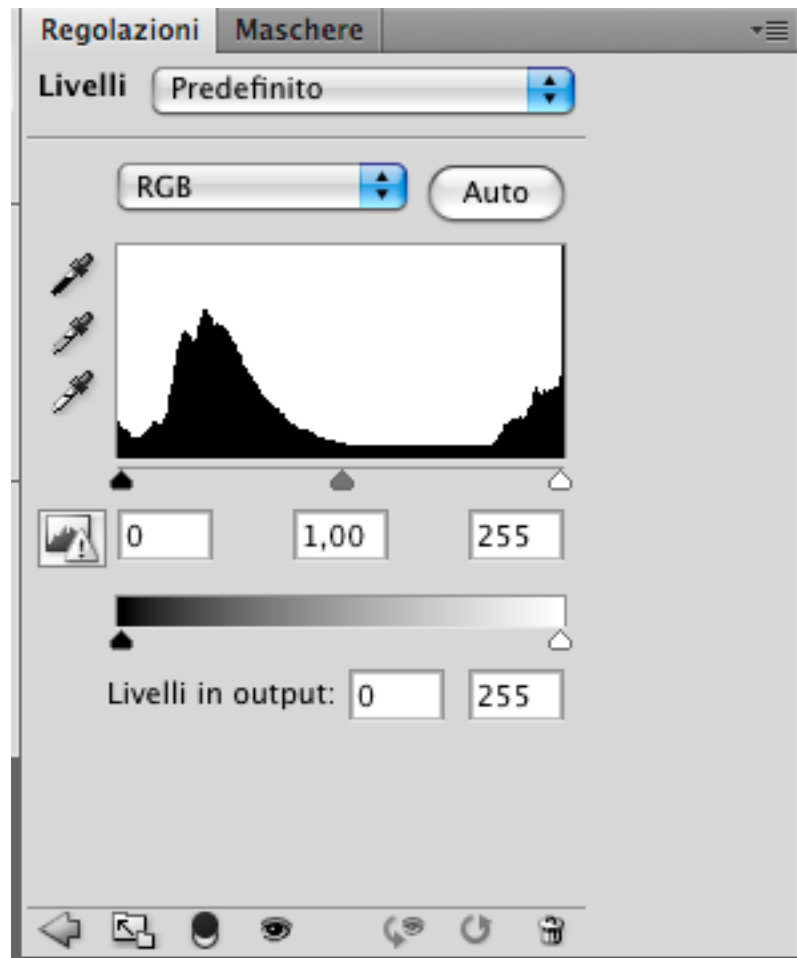 Regolazioni Maschere
Livelli Predefinito
RGB Auto
0 1,00 255
Livelli in output: 0 255